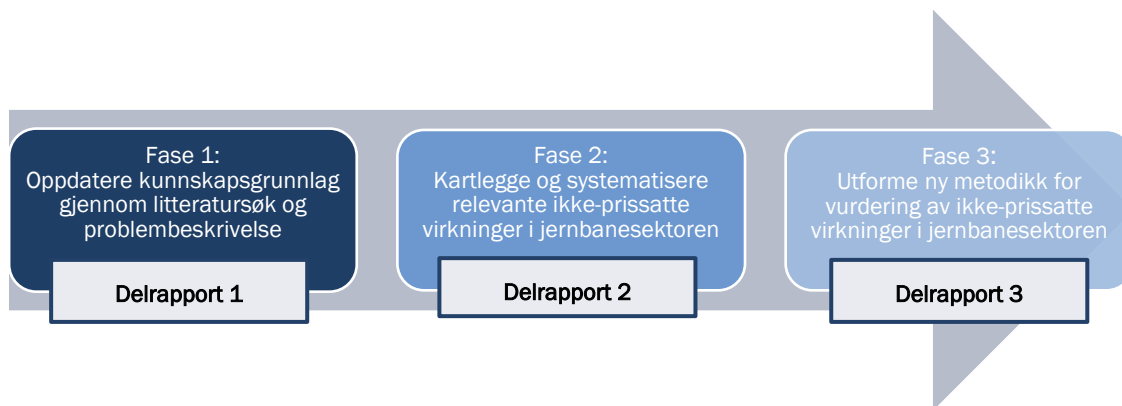 Fase 1:
Oppdatere kunnskapsgrunnlag
gjennom litteratursøk og
problembeskrivelse
Delrapport 1
Fase 2:
Kartlegge og systematisere
relevante ikke-prissatte
virkninger i jernbanesektoren
Delrapport 2
Fase 3:
Utforme ny metodikk for
vurdering av ikke-prissatte
virkninger i jernbanesektoren
Delrapport 3